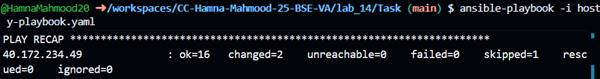 @HamnaMahmood20 ➜/workspaces/CC-Hamna-Mahmood-25-BSE-VA/lab_14/Task (main) $ ansible-playbook -i host
y-playbook.yaml
PLAY RECAP *********************************************************************
40.172.234.49 : ok=16 changed=2 unreachable=0 failed=0 skipped=1 resc
ued=0 ignored=0